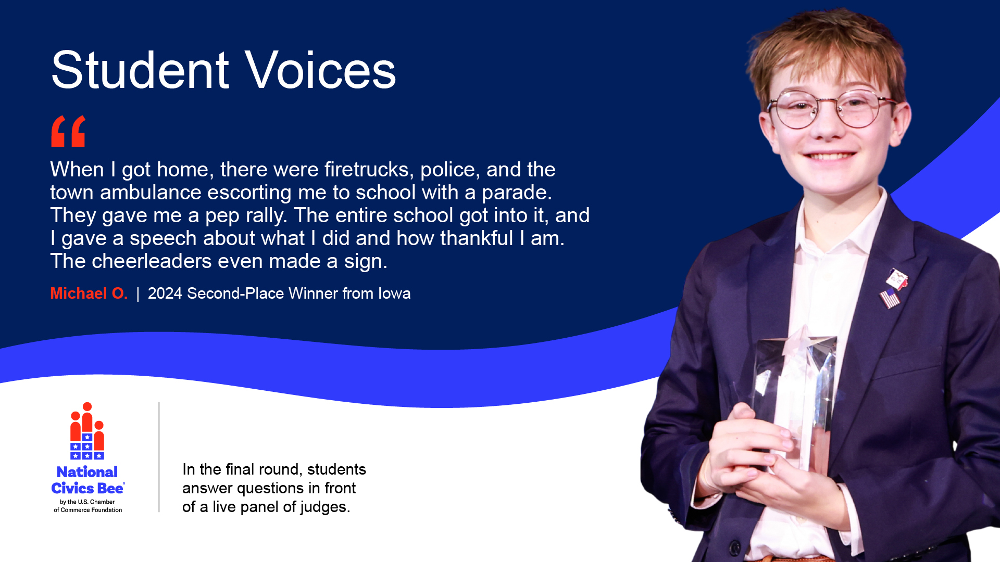 Student Voices
“
When I got home, there were firetrucks, police, and the
town ambulance escorting me to school with a parade.
They gave me a pep rally. The entire school got into it, and
I gave a speech about what I did and how thankful I am.
The cheerleaders even made a sign.
Michael O. | 2024 Second-Place Winner from Iowa
National
Civics Bee®
by the U.S. Chamber
of Commerce Foundation
In the final round, students
answer questions in front
of a live panel of judges.